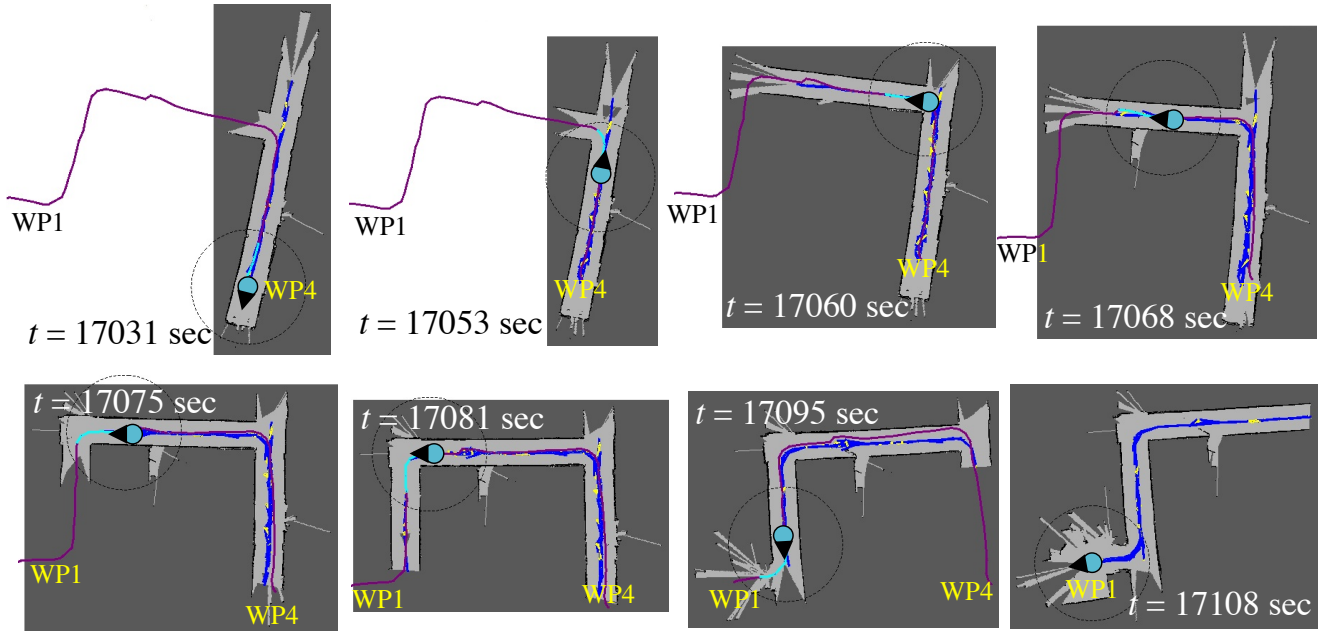 WP1
WP4
t = 17031 sec
WP1
WP4
t = 17053 sec
WP1
WP4
t = 17060 sec
WP1
WP4
t = 17068 sec
t = 17075 sec
WP1
WP4
t = 17081 sec
WP1
WP4
t = 17095 sec
WP1
WP4
WP1
t = 17108 sec